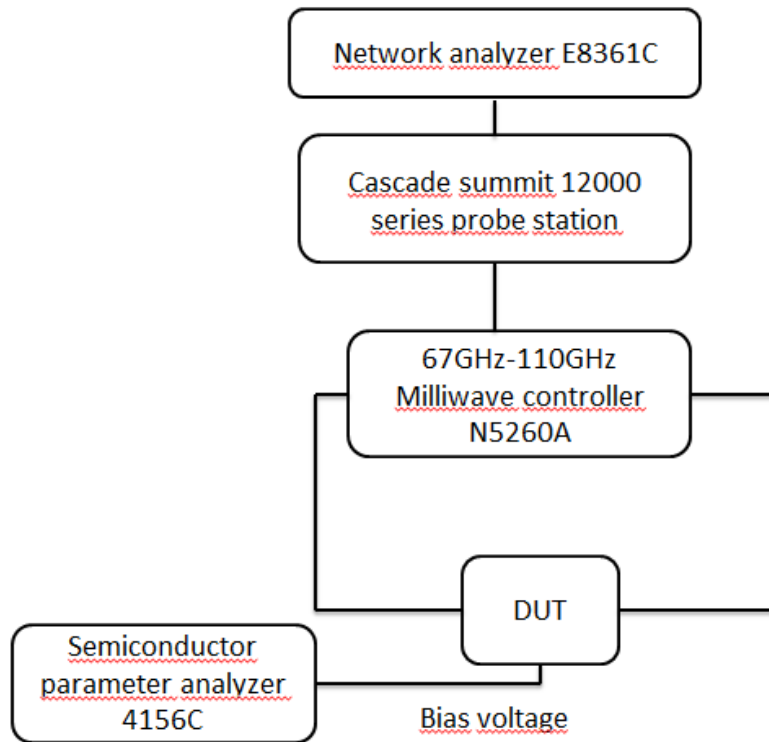 Network analyzer E8361C
Cascade summit 12000
series probe station
67GHz-110GHz
Milliwave controller
N5260A
DUT
Semiconductor
parameter analyzer
4156C
Bias voltage